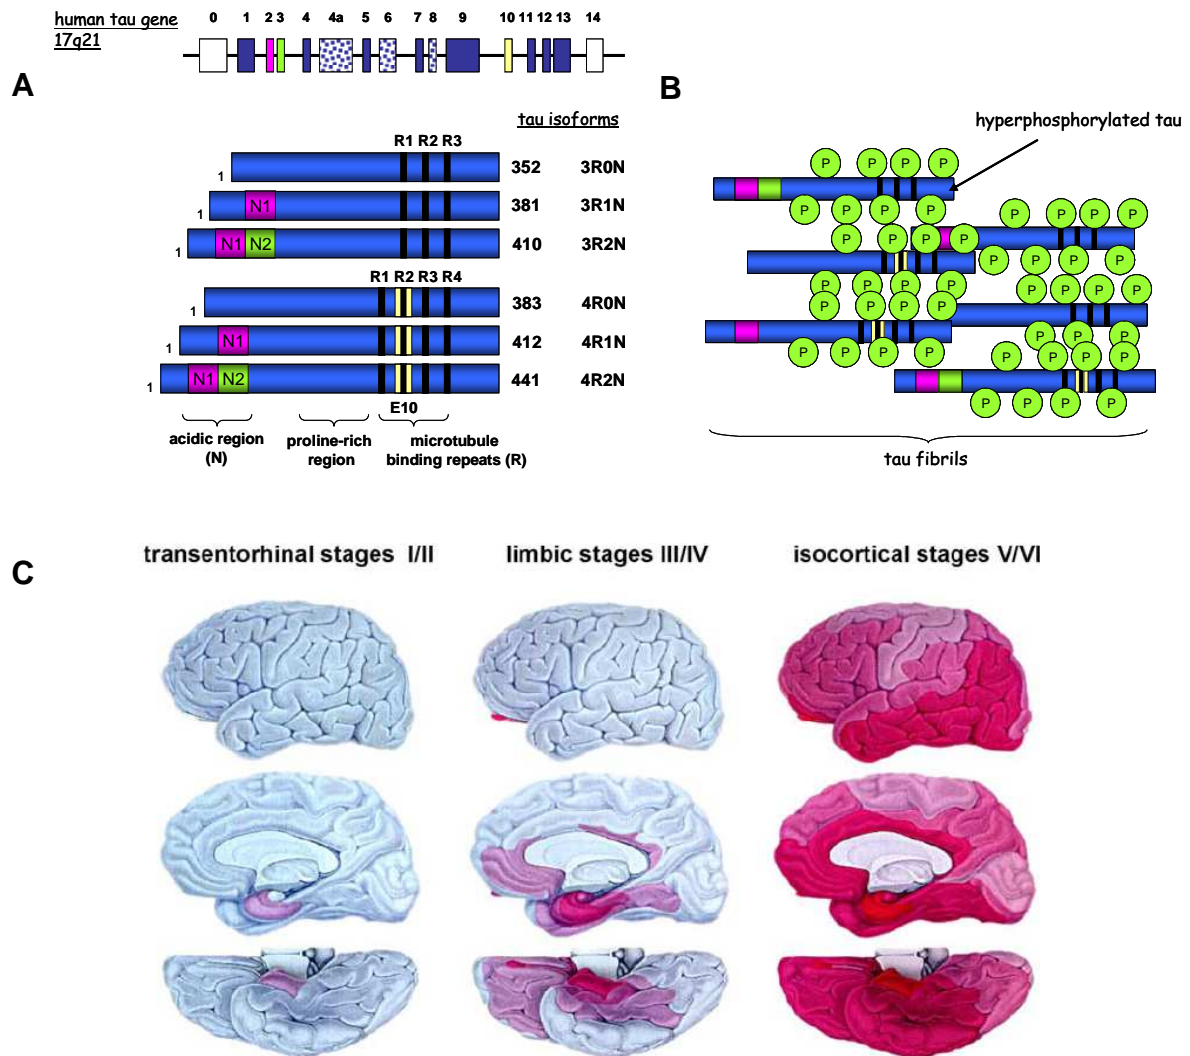 human tau gene
17q21
0 1 2 3 4 4a 5 6 7 8 9 10 11 12 13 14
A
tau isoforms
R1 R2 R3
1 352 3R0N
1 N1 381 3R1N
1 N1 N2 410 3R2N
R1 R2 R3 R4
1 383 4R0N
1 N1 412 4R1N
1 N1 N2 441 4R2N
E10
acidic region
(N)
proline-rich
region
microtubule
binding repeats (R)
B
hyperphosphorylated tau
P P P P
P P P P
P P P P
P P P P
P P P P
P P P P
P P P P
P P P P
P P P P
P P P P
P P P P
P P P P
tau fibrils
C
transentorhinal stages I/II
limbic stages III/IV
isocortical stages V/VI